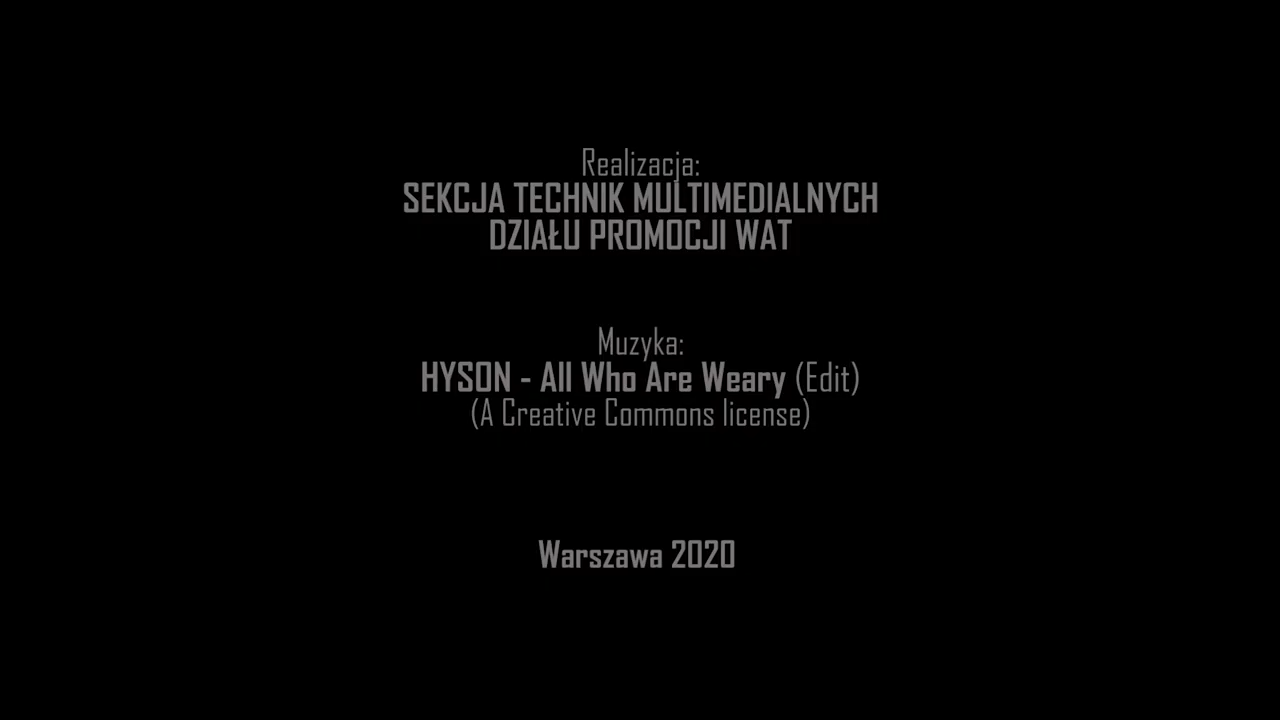 Realizacja:
SEKCJA TECHNIK MULTIMEDIALNYCH
DZIAŁU PROMOCJI WAT
Muzyka:
HYSON - All Who Are Weary (Edit)
(A Creative Commons license)
Warszawa 2020